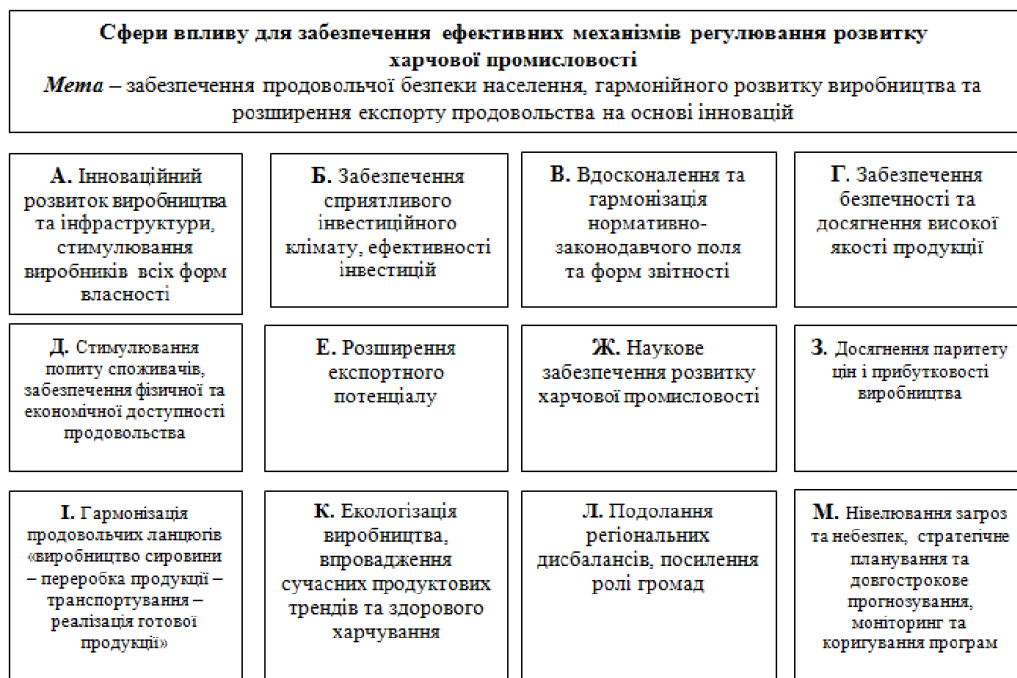 Сфери впливу для забезпечення ефективних механізмів регулювання розвитку
харчової промисловості
Мета – забезпечення продовольчої безпеки населення, гармонійного розвитку виробництва та
розширення експорту продовольства на основі інновацій
А. Інноваційний
розвиток виробництва
та інфраструктури,
стимулювання
виробників всіх форм
власності
Б. Забезпечення
сприятливого
інвестиційного
клімату, ефективності
інвестицій
В. Вдосконалення та
гармонізація
нормативно-
законодавчого поля
та форм звітності
Г. Забезпечення
безпечності та
досягнення високої
якості продукції
Д. Стимулювання
попиту споживачів,
забезпечення фізичної та
економічної доступності
продовольства
Е. Розширення
експортного
потенціалу
Ж. Наукове
забезпечення розвитку
харчової промисловості
З. Досягнення паритету
цін і прибутковості
виробництва
І. Гармонізація
продовольчих ланцюгів
«виробництво сировини
– переробка продукції –
транспортування –
реалізація готової
продукції»
К. Екологізація
виробництва,
впровадження
сучасних продуктових
трендів та здорового
харчування
Л. Подолання
регіональних
дисбалансів, посилення
ролі громад
М. Нівелювання загроз
та небезпек, стратегічне
планування та
довгострокове
прогнозування,
моніторинг та
коригування програм